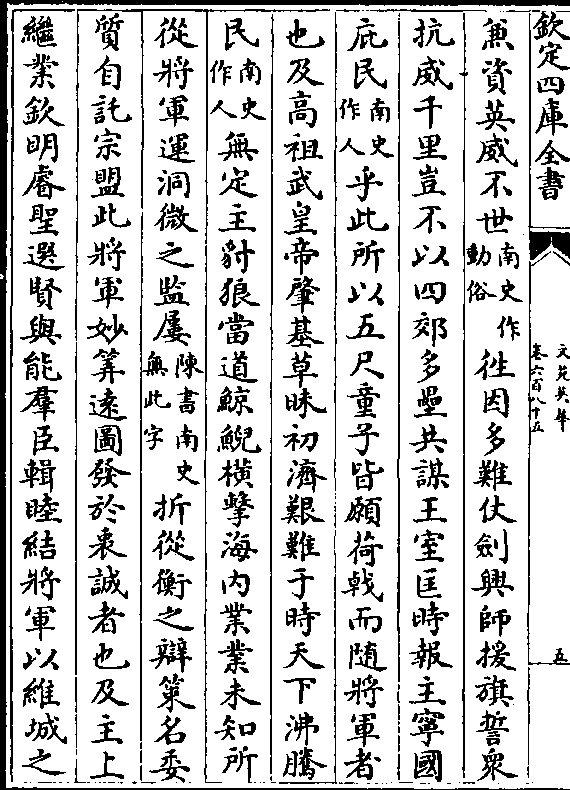 欽定四庫全書
文苑英華
卷六百八十五
五
兼資英威不世南史作動俗徃因多難仗劍興師援旗誓衆
抗威千里豈不以四郊多壘共謀王室匡時報主寧國
庇民南史作人乎此所以五尺童子皆願荷戟而隨將軍者
也及高祖武皇帝肇基草昧初濟艱難于時天下沸騰
民南史作人無定主豺狼當道鯨鯢橫擊海内業業未知所
從將軍運洞微之監屢陳書南史無此字折從衡之辯策名委
質自託宗盟此將軍妙筭遠圖發於衷誠者也及主上
繼業欽明睿聖選賢與能羣臣輯睦結將軍以維城之